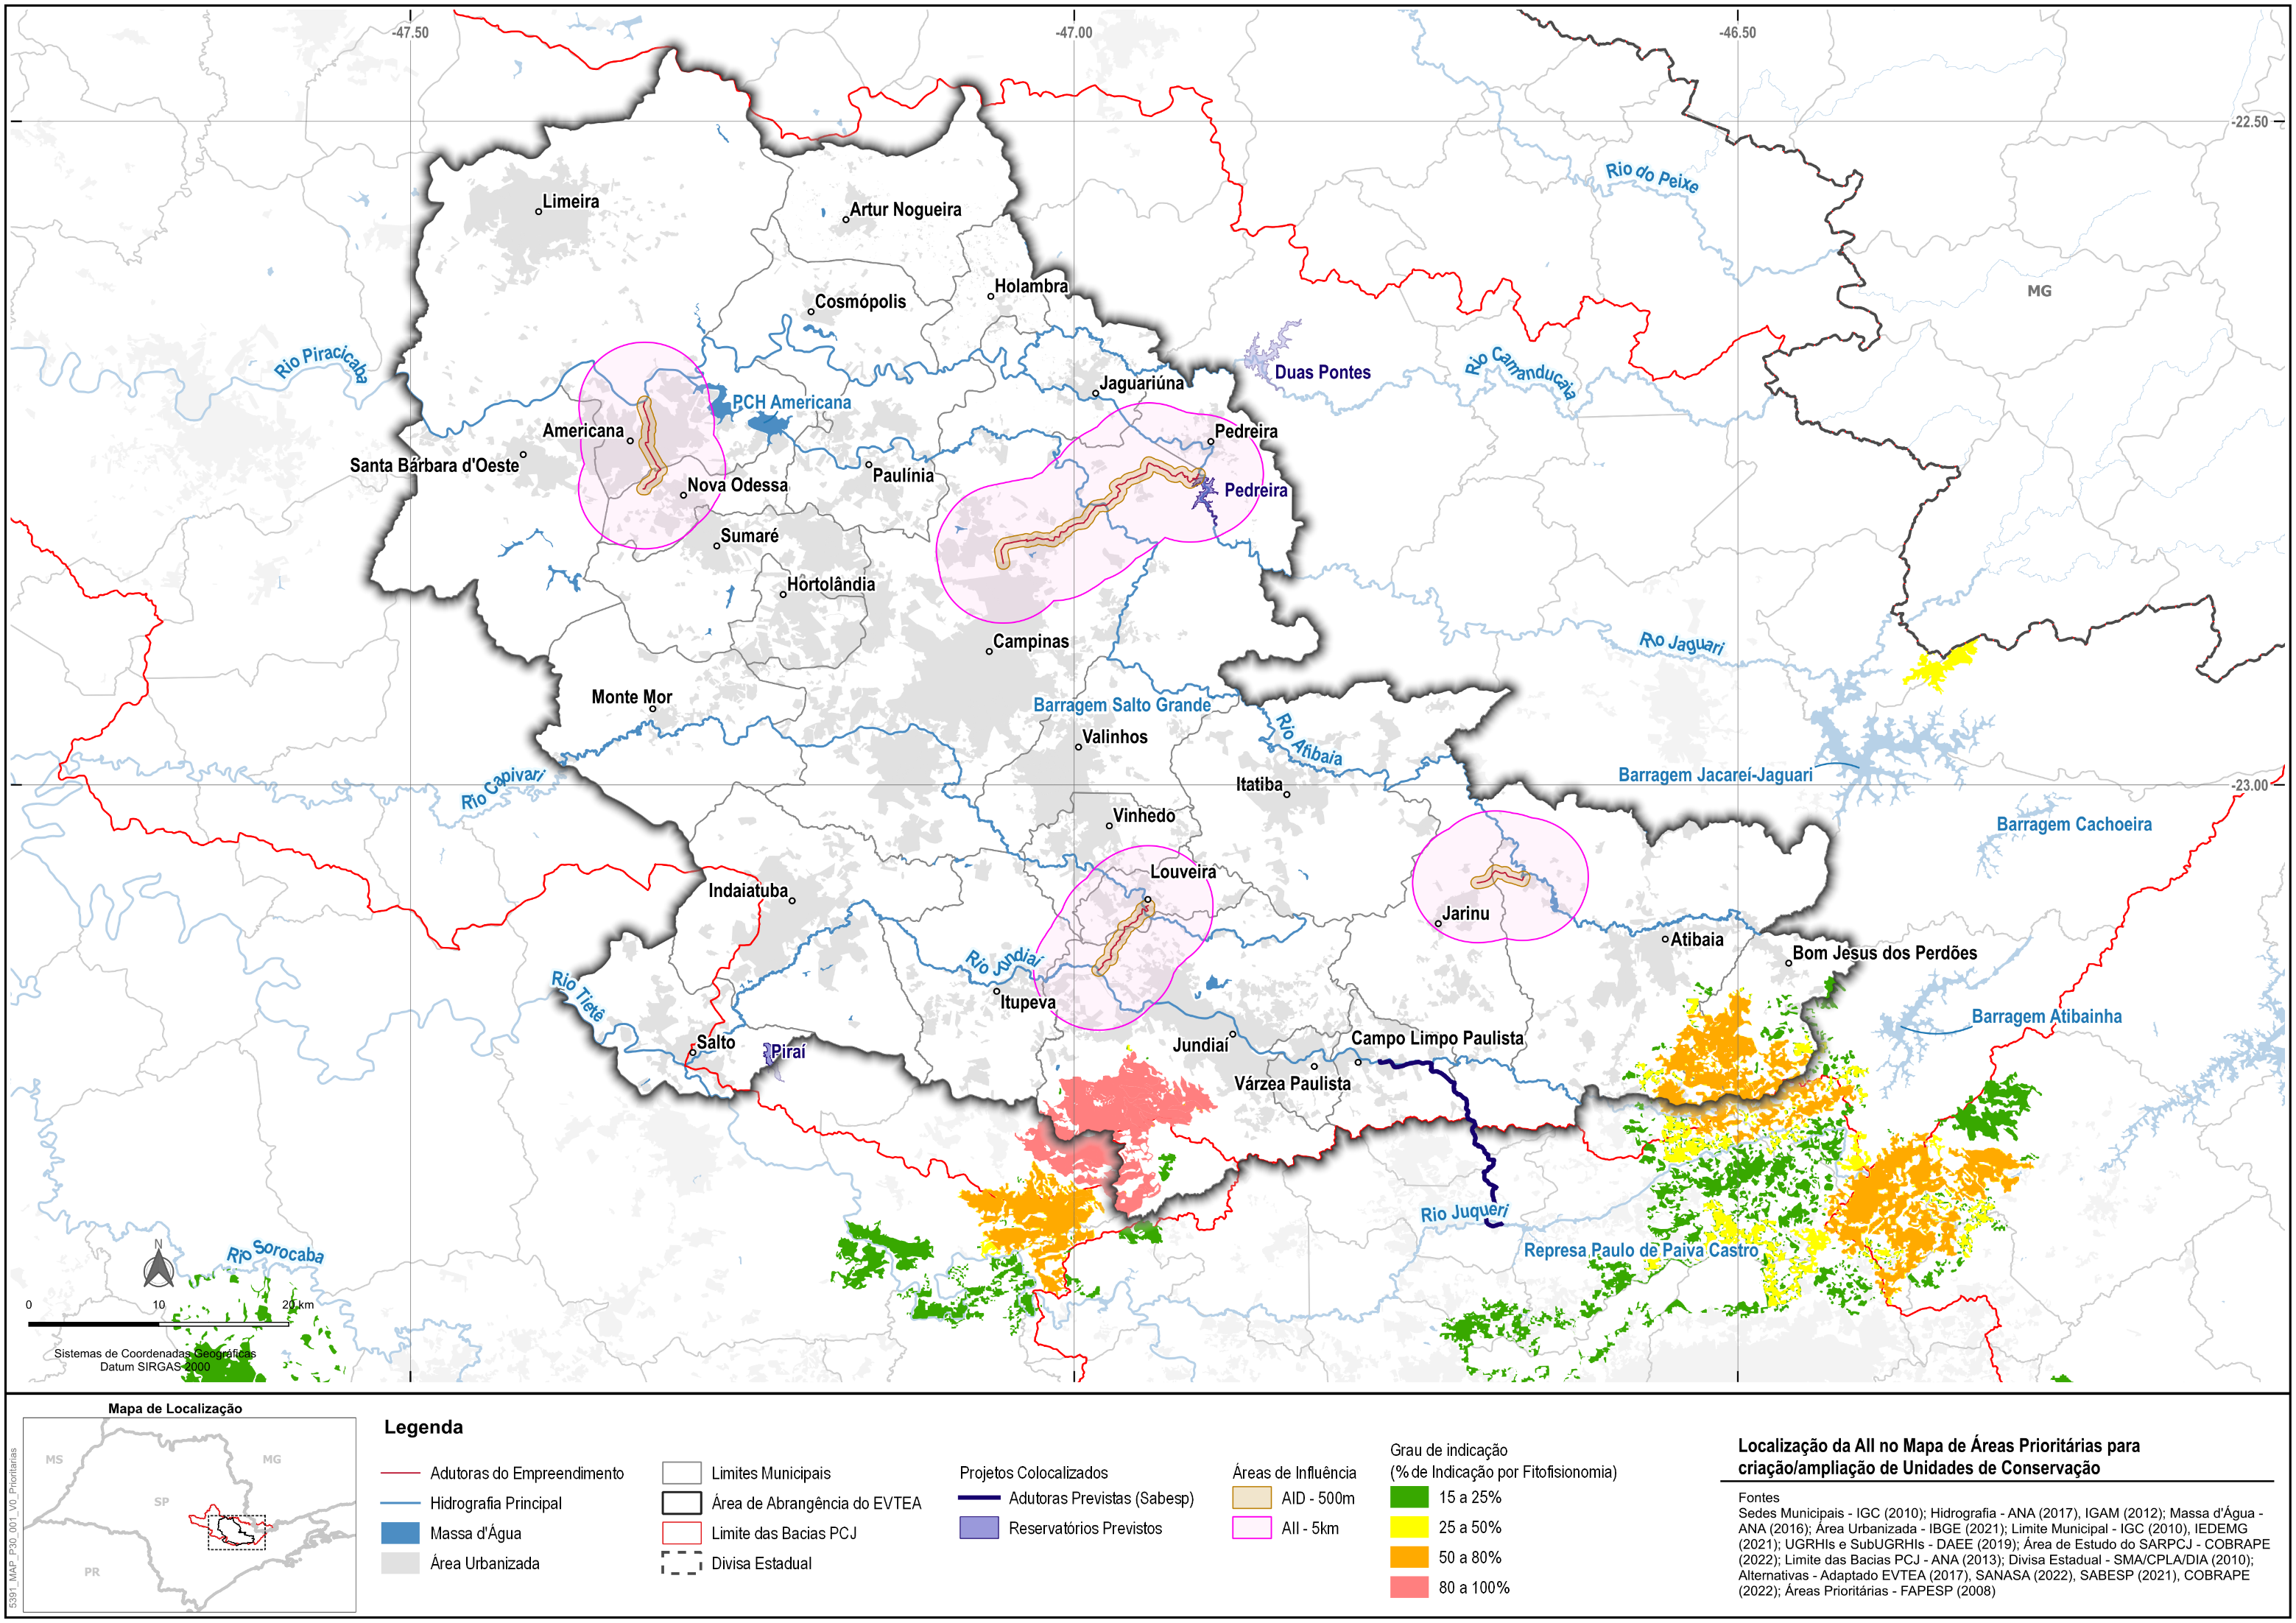 -47.50
-47.00
-46.50
-22.50
Rio do Peixe
Limeira
Artur Nogueira
MG
Holambra
Cosmópolis
Rio Piracicaba
Duas Pontes
Rio Camanducaia
Jaguariúna
PCH Americana
Americana
Pedreira
Santa Bárbara d'Oeste
Paulínia
Nova Odessa
Pedreira
Sumaré
Hortolândia
Campinas
Rio Jaguari
Monte Mor
Barragem Salto Grande
Valinhos
Rio Atibaia
Rio Capivari
Itatiba
Barragem Jacareí-Jaguari
-23.00
Vinhedo
Barragem Cachoeira
Louveira
Indaiatuba
Jarinu
Atibaia
Bom Jesus dos Perdões
Rio Jundiaí
Rio Tietê
Itupeva
Barragem Atibainha
Salto
Piraí
Jundiaí
Campo Limpo Paulista
Várzea Paulista
Rio Juqueri
Represa Paulo de Paiva Castro
Rio Sorocaba
N
0 10 20 km
Sistemas de Coordenadas Geográficas
Datum SIRGAS 2000
Mapa de Localização
MS
MG
SP
PR
5391_MAP_P30_001_V0_Prioritarias
Legenda
Adutoras do Empreendimento
Hidrografia Principal
Massa d'Água
Área Urbanizada
Limites Municipais
Área de Abrangência do EVTEA
Limite das Bacias PCJ
Divisa Estadual
Projetos Colocalizados
Adutoras Previstas (Sabesp)
Reservatórios Previstos
Áreas de Influência
AID - 500m
AII - 5km
Grau de indicação
(% de Indicação por Fitofisionomia)
15 a 25%
25 a 50%
50 a 80%
80 a 100%
Localização da AII no Mapa de Áreas Prioritárias para
criação/ampliação de Unidades de Conservação
Fontes
Sedes Municipais - IGC (2010); Hidrografia - ANA (2017), IGAM (2012); Massa d'Água -
ANA (2016); Área Urbanizada - IBGE (2021); Limite Municipal - IGC (2010), IEDEMG
(2021); UGRHIs e SubUGRHIs - DAEE (2019); Área de Estudo do SARPCJ - COBRAPE
(2022); Limite das Bacias PCJ - ANA (2013); Divisa Estadual - SMA/CPLA/DIA (2010);
Alternativas - Adaptado EVTEA (2017), SANASA (2022), SABESP (2021), COBRAPE
(2022); Áreas Prioritárias - FAPESP (2008)